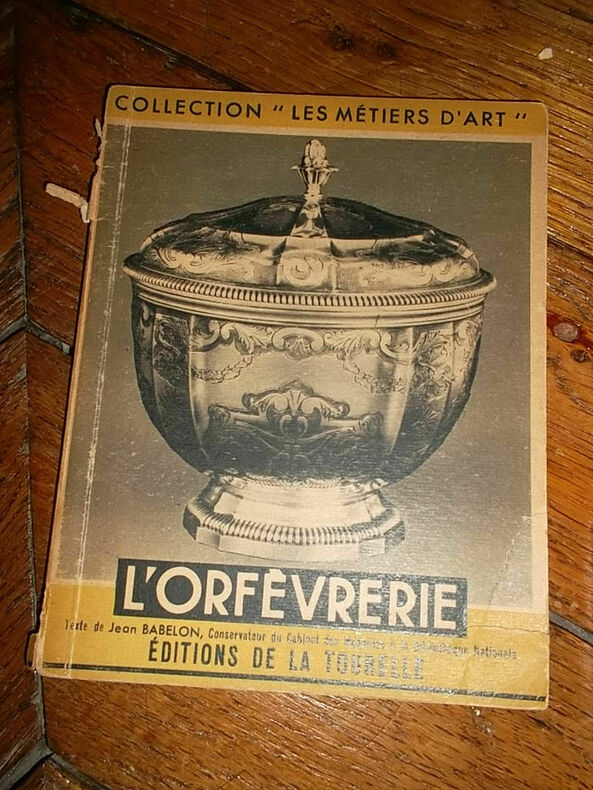 COLLECTION " LES MÉTIERS D'ART "
L'ORFÈVRERIE
Texte de Jean BABELON, Conservateur du Cabinet des Médailles à la Bibliothèque Nationale
ÉDITIONS DE LA TOURELLE